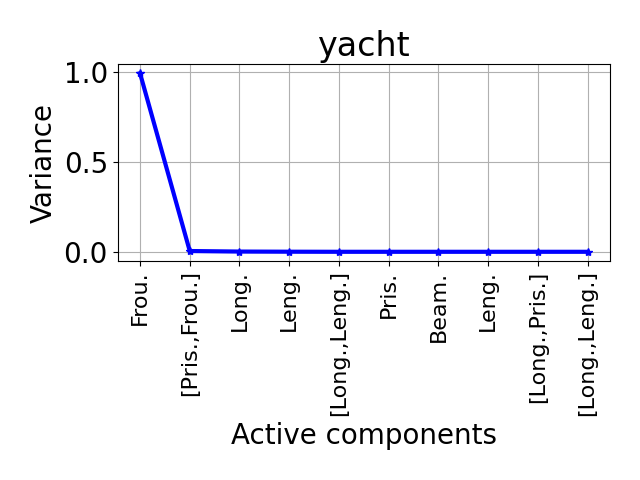 yacht
Variance
1.0
0.5
0.0
Frou.
[Pris.,Frou.]
Long.
Leng.
[Long.,Leng.]
Pris.
Beam.
Leng.
[Long.,Pris.]
[Long.,Leng.]
Active components